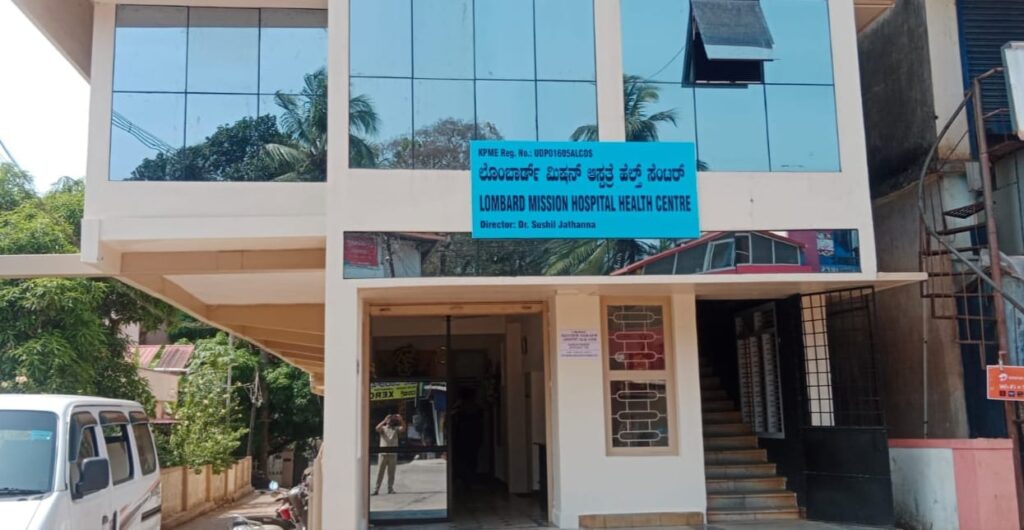 KPME Reg. No.: UDP01605ALCOS
ಲೊಂಬಾರ್ಡ್ ಮಿಷನ್ ಆಸ್ಪತ್ರೆ ಹೆಲ್ತ್ ಸೆಂಟರ್
LOMBARD MISSION HOSPITAL HEALTH CENTRE
Director: Dr. Sushil Jathanna